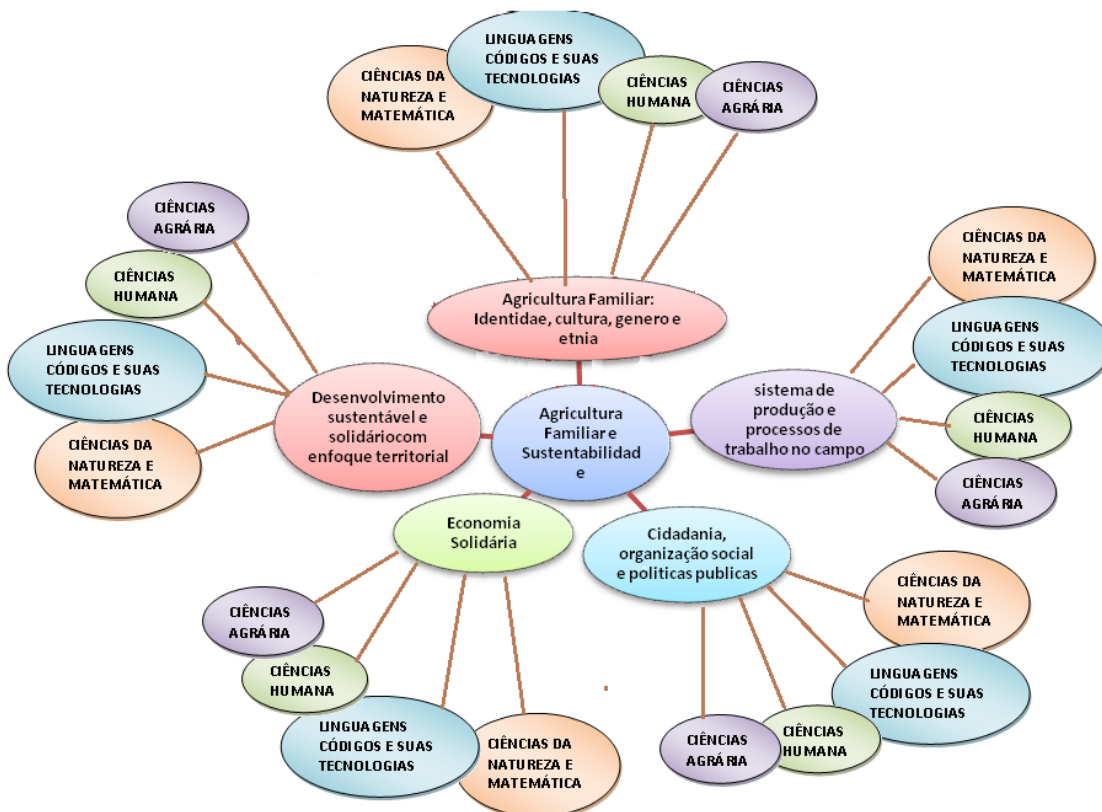 LINGUAGENS
CÓDIGOS E SUAS
TECNOLOGIAS
CIÊNCIAS DA
NATUREZA E
MATEMÁTICA
CIÊNCIAS
HUMANA
CIÊNCIAS
AGRÁRIA
CIÊNCIAS
AGRÁRIA
CIÊNCIAS
HUMANA
LINGUAGENS
CÓDIGOS E SUAS
TECNOLOGIAS
CIÊNCIAS DA
NATUREZA E
MATEMÁTICA
Agricultura Familiar:
Identidae, cultura, genero e
etnia
CIÊNCIAS DA
NATUREZA E
MATEMÁTICA
LINGUAGENS
CÓDIGOS E SUAS
TECNOLOGIAS
CIÊNCIAS
HUMANA
CIÊNCIAS
AGRÁRIA
Desenvolvimento
sustentável e
solidáriocom
enfoque territorial
Agricultura
Familiar e
Sustentabilidad
e
sistema de
produção e
processos de
trabalho no campo
Economia
Solidária
Cidadania,
organização social
e politicas publicas
CIÊNCIAS
AGRÁRIA
CIÊNCIAS
HUMANA
LINGUAGENS
CÓDIGOS E SUAS
TECNOLOGIAS
CIÊNCIAS DA
NATUREZA E
MATEMÁTICA
CIÊNCIAS DA
NATUREZA E
MATEMÁTICA
LINGUAGENS
CÓDIGOS E SUAS
TECNOLOGIAS
CIÊNCIAS
HUMANA
CIÊNCIAS
AGRÁRIA